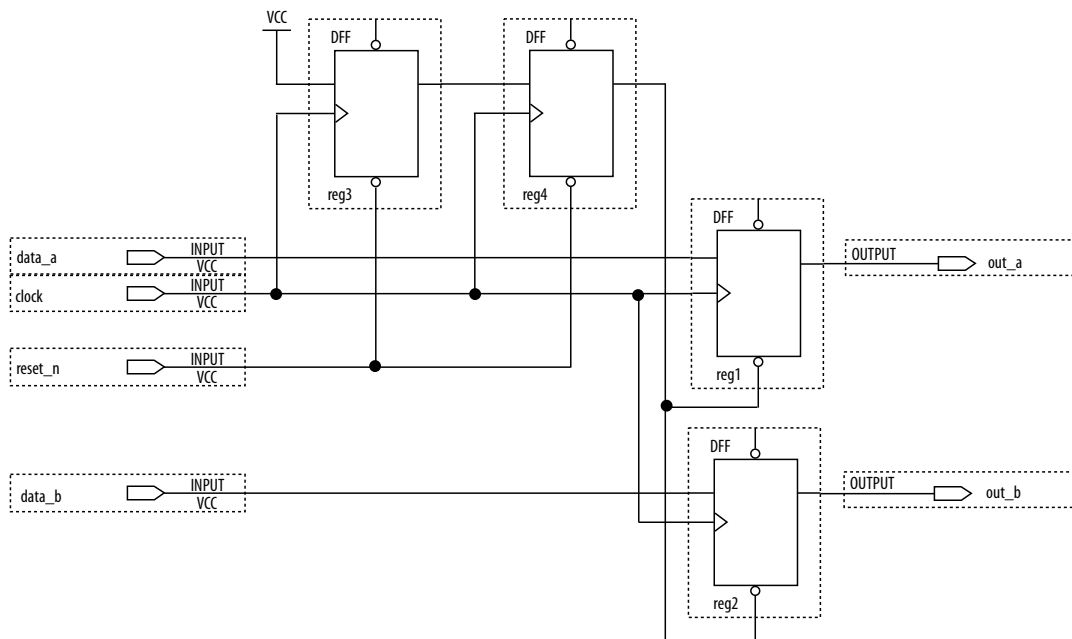 VCC
DFF
DFF
reg3
reg4
DFF
data_a
INPUT
VCC
OUTPUT
out_a
clock
INPUT
VCC
reset_n
INPUT
VCC
reg1
DFF
data_b
INPUT
VCC
OUTPUT
out_b
reg2